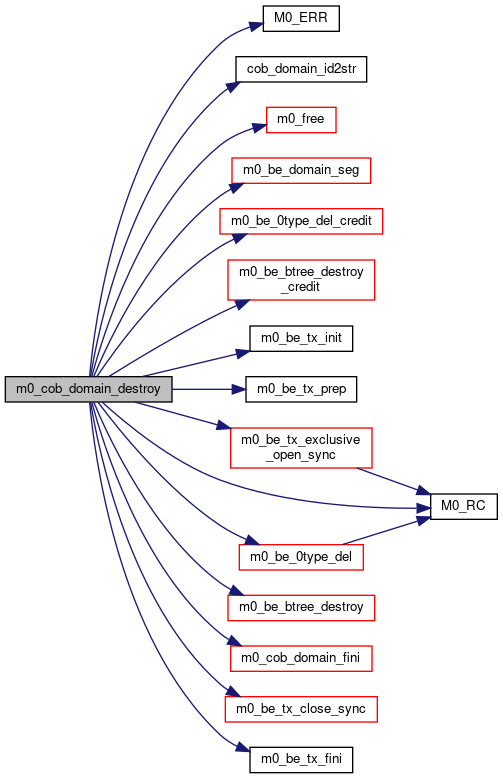 M0_ERR
cob_domain_id2str
m0_free
m0_be_domain_seg
m0_be_0type_del_credit
m0_be_btree_destroy
_credit
m0_be_tx_init
m0_cob_domain_destroy
m0_be_tx_prep
m0_be_tx_exclusive
_open_sync
M0_RC
m0_be_0type_del
m0_be_btree_destroy
m0_cob_domain_fini
m0_be_tx_close_sync
m0_be_tx_fini